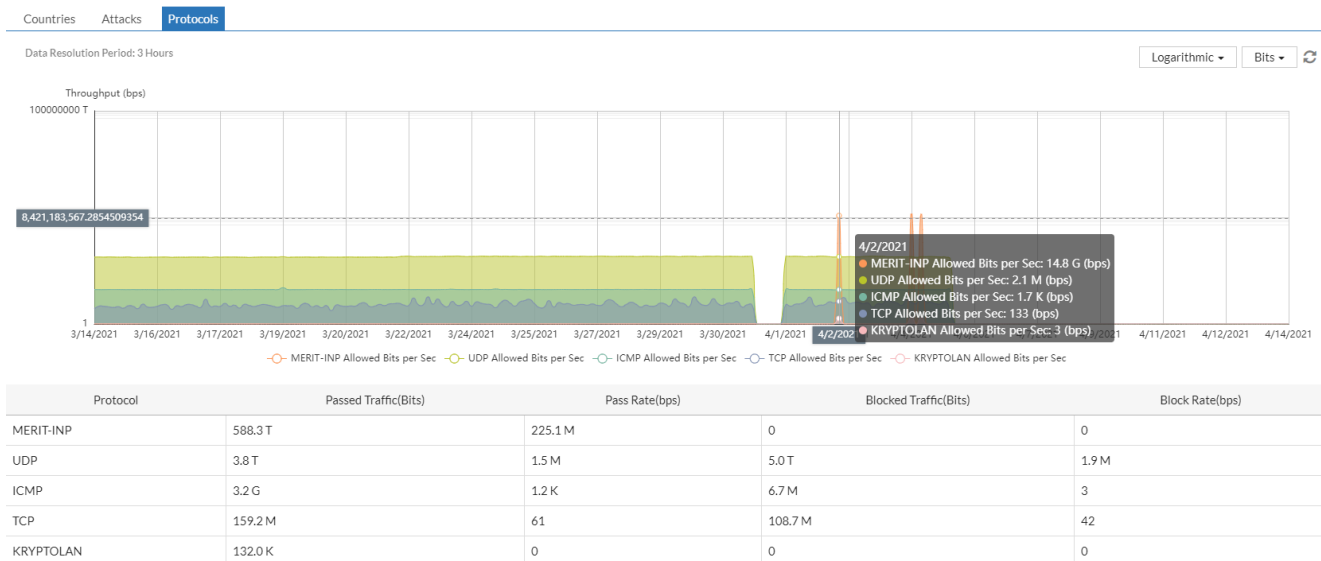 Countries Attacks Protocols
Data Resolution Period: 3 Hours
Logarithmic Bits
Throughput (bps)
100000000 T
8,421,183,567.2854509354
4/2/2021
MERIT-INP Allowed Bits per Sec: 14.8 G (bps)
UDP Allowed Bits per Sec: 2.1 M (bps)
ICMP Allowed Bits per Sec: 1.7 K (bps)
TCP Allowed Bits per Sec: 133 (bps)
KRYPTOLAN Allowed Bits per Sec: 3 (bps)
1
3/14/2021 3/16/2021 3/17/2021 3/19/2021 3/20/2021 3/22/2021 3/24/2021 3/25/2021 3/27/2021 3/29/2021 3/30/2021 4/1/2021 4/2/202 4/11/2021 4/12/2021 4/14/2021
MERIT-INP Allowed Bits per Sec UDP Allowed Bits per Sec ICMP Allowed Bits per Sec TCP Allowed Bits per Sec KRYPTOLAN Allowed Bits per Sec
Protocol Passed Traffic(Bits) Pass Rate(bps) Blocked Traffic(Bits) Block Rate(bps)
MERIT-INP 588.3 T 225.1 M 0 0
UDP 3.8 T 1.5 M 5.0 T 1.9 M
ICMP 3.2 G 1.2 K 6.7 M 3
TCP 159.2 M 61 108.7 M 42
KRYPTOLAN 132.0 K 0 0 0